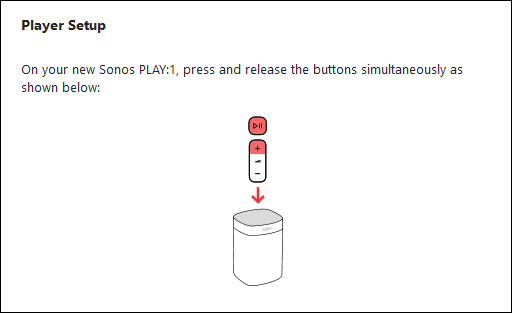 Player Setup
On your new Sonos PLAY:1, press and release the buttons simultaneously as
shown below:
+
-